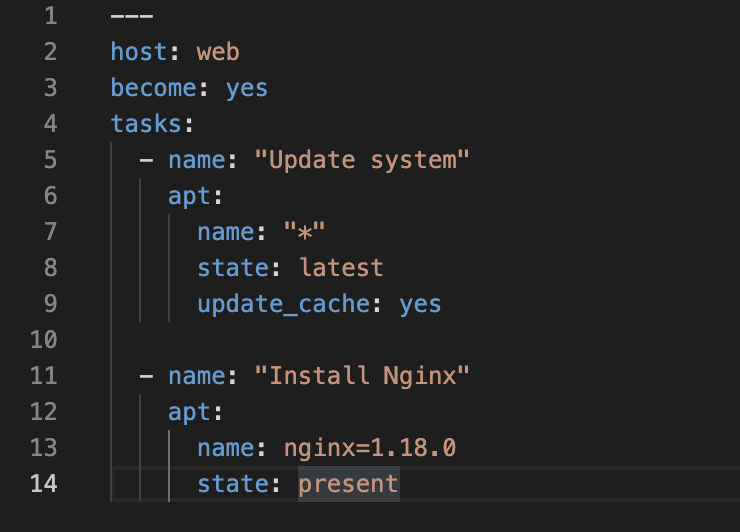 1 ---
2 host: web
3 become: yes
4 tasks:
5   - name: "Update system"
6     apt:
7       name: "*"
8       state: latest
9       update_cache: yes
10
11   - name: "Install Nginx"
12     apt:
13       name: nginx=1.18.0
14       state: present